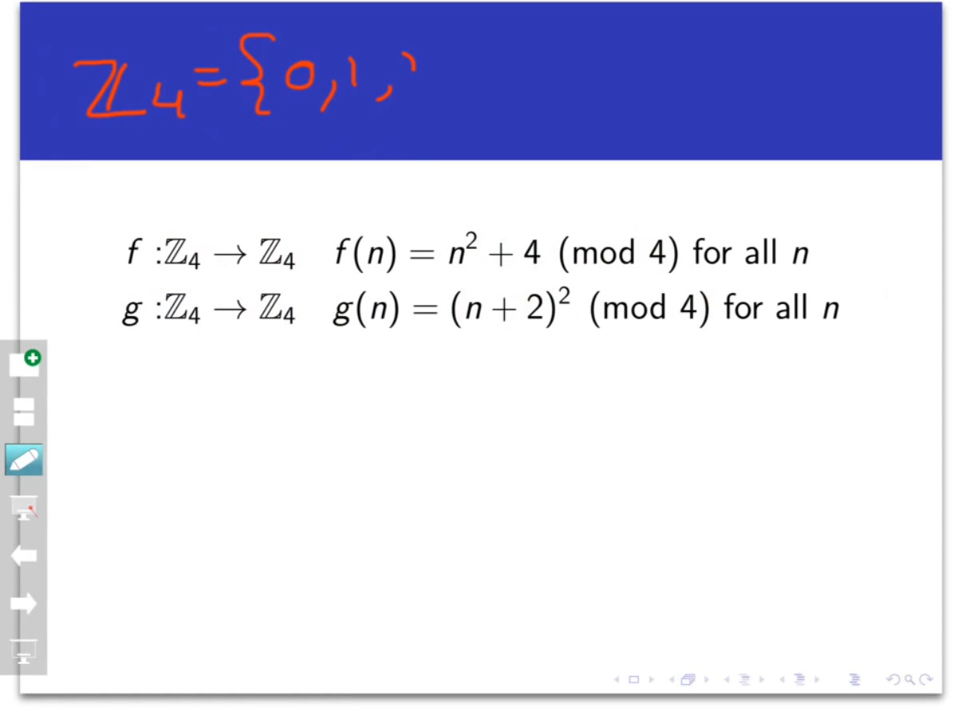 ℤ₄ = {0, 1,
f : ℤ₄ → ℤ₄ f(n) = n² + 4 (mod 4) for all n
g : ℤ₄ → ℤ₄ g(n) = (n + 2)² (mod 4) for all n